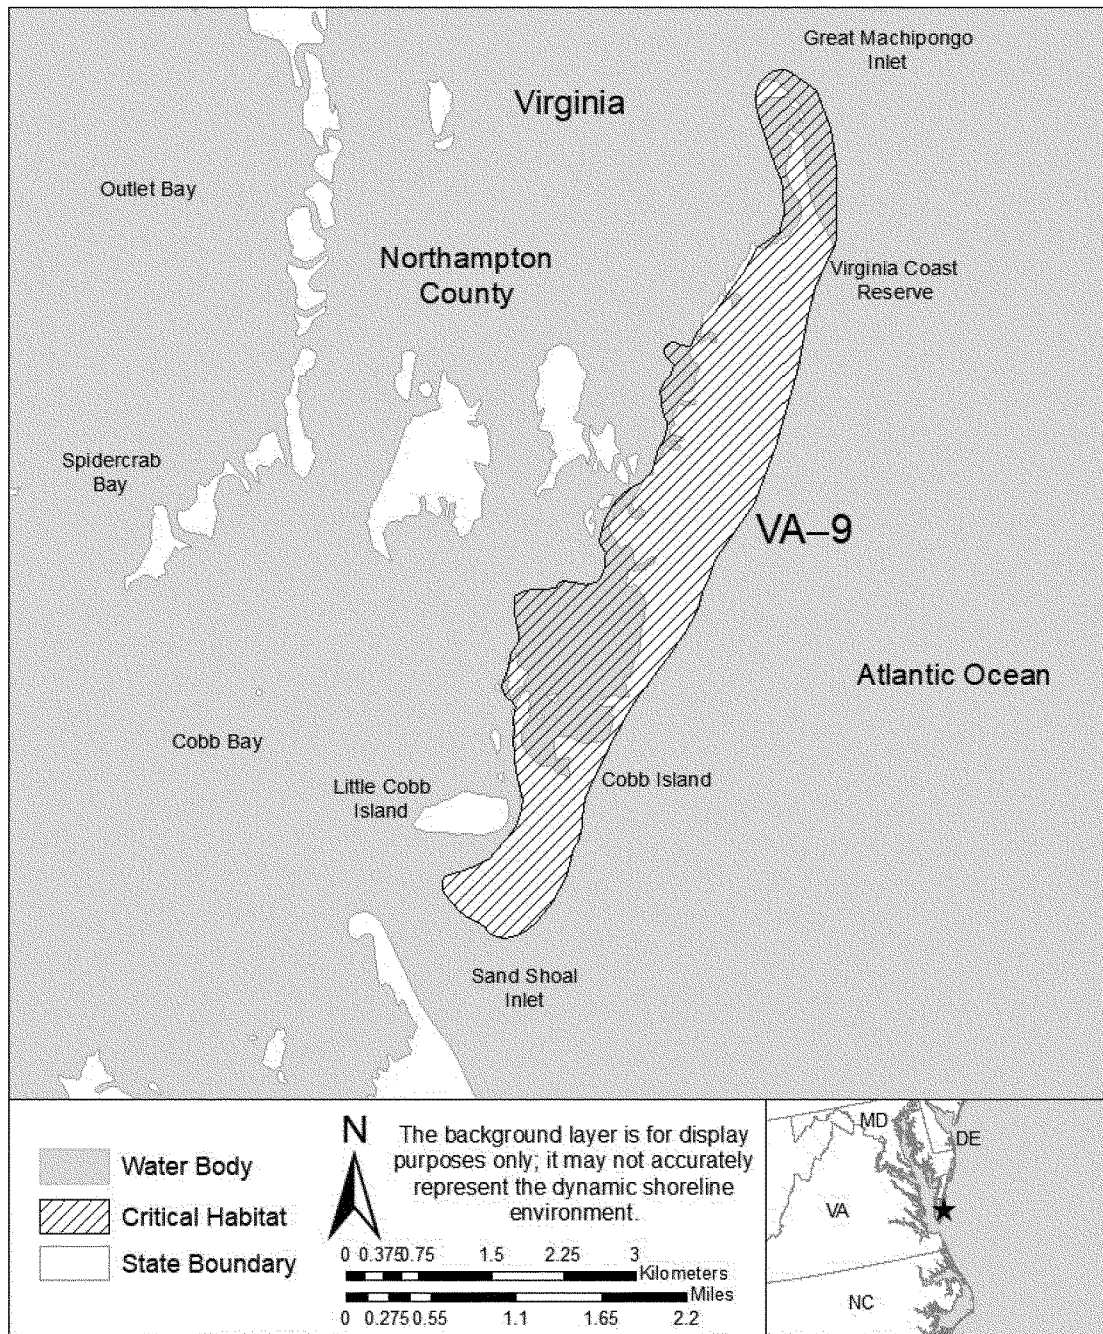 Great Machipongo
Inlet
Virginia
Outlet Bay
Northampton
County
Virginia Coast
Reserve
Spidercrab
Bay
VA–9
Atlantic Ocean
Cobb Bay
Little Cobb
Island
Cobb Island
Sand Shoal
Inlet
Water Body
Critical Habitat
State Boundary
N
The background layer is for display
purposes only; it may not accurately
represent the dynamic shoreline
environment.
0 0.375 0.75 1.5 2.25 3
Kilometers
Miles
0 0.275 0.55 1.1 1.65 2.2
MD
DE
VA
NC